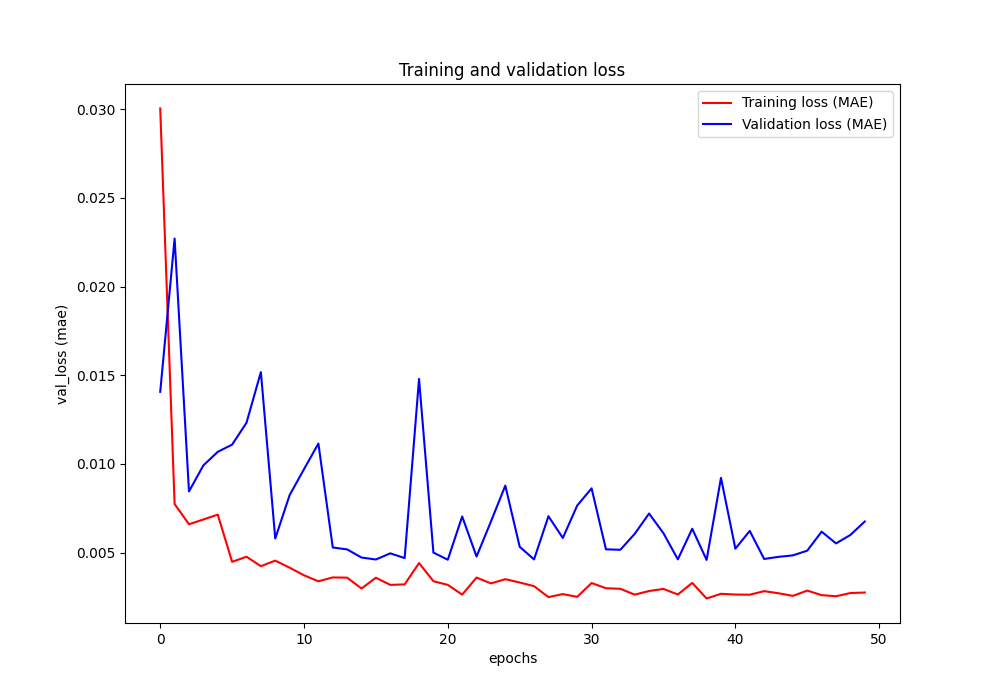 Training and validation loss
Training loss (MAE)
Validation loss (MAE)
val_loss (mae)
0.030
0.025
0.020
0.015
0.010
0.005
0 10 20 30 40 50
epochs